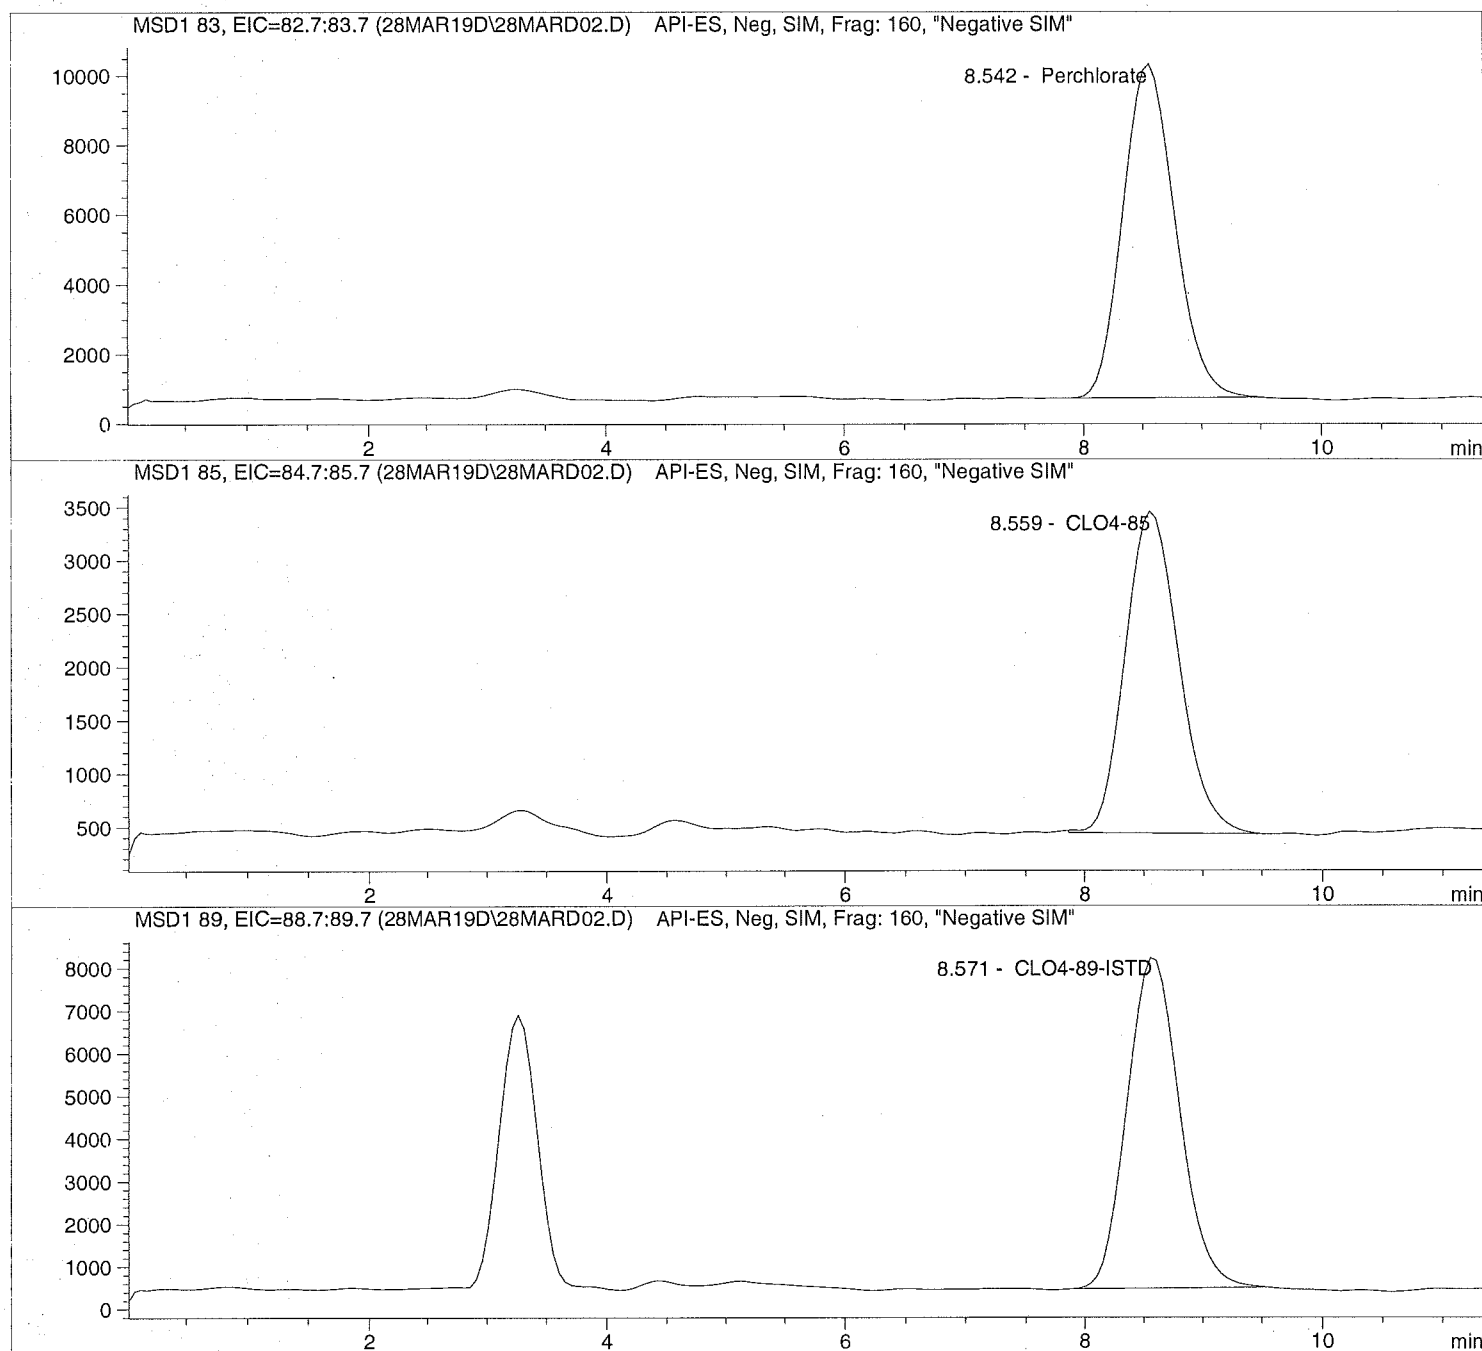 MSD1 83, EIC=82.7:83.7 (28MAR19D\28MARD02.D) API-ES, Neg, SIM, Frag: 160, "Negative SIM"
10000
8.542 - Perchlorate
8000
6000
4000
2000
0
2 4 6 8 10 min
MSD1 85, EIC=84.7:85.7 (28MAR19D\28MARD02.D) API-ES, Neg, SIM, Frag: 160, "Negative SIM"
3500
8.559 - CLO4-85
3000
2500
2000
1500
1000
500
2 4 6 8 10 min
MSD1 89, EIC=88.7:89.7 (28MAR19D\28MARD02.D) API-ES, Neg, SIM, Frag: 160, "Negative SIM"
8000
8.571 - CLO4-89-ISTD
7000
6000
5000
4000
3000
2000
1000
0
2 4 6 8 10 min